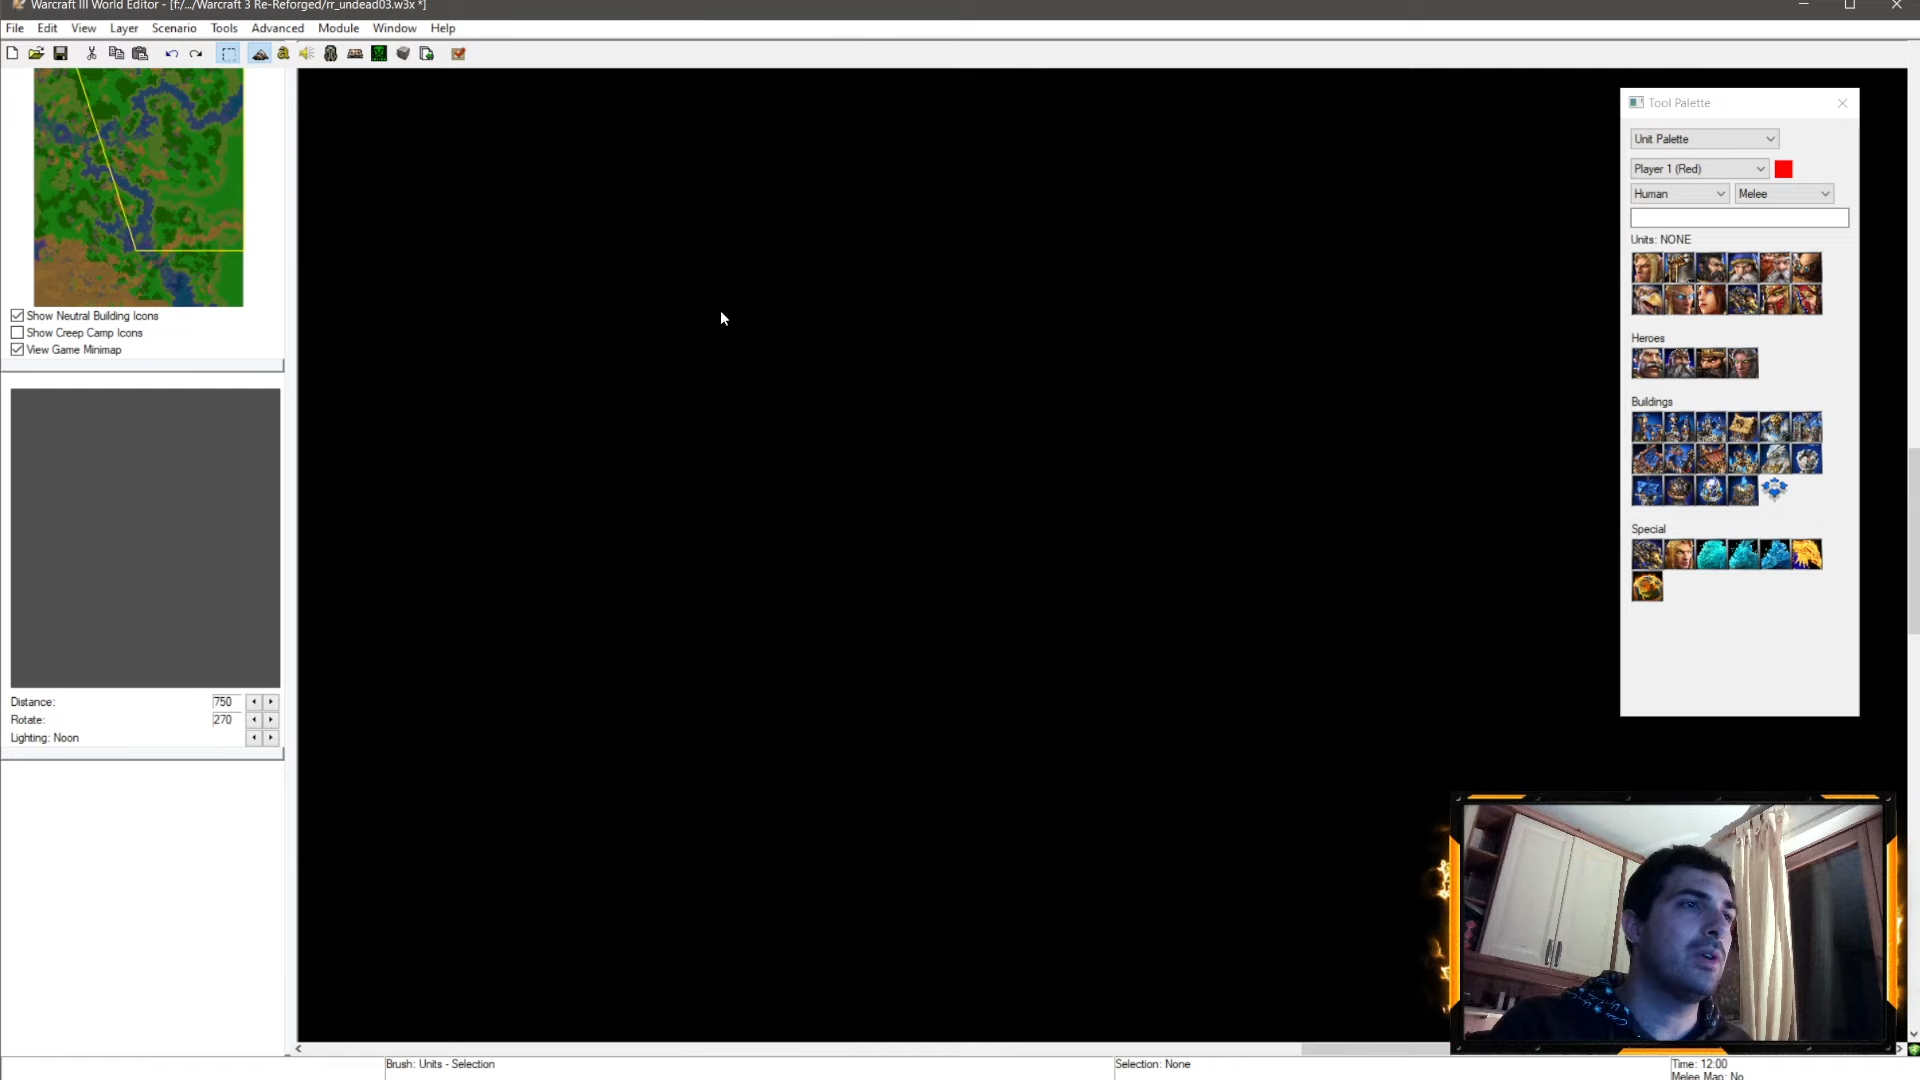 Warcraft III World Editor - [f:/.../Warcraft 3 Re-Reforged/rr_undead03.w3x *]
File Edit View Layer Scenario Tools Advanced Module Window Help
Show Neutral Building Icons
Show Creep Camp Icons
View Game Minimap
Distance: 750
Rotate: 270
Lighting: Noon
Tool Palette
Unit Palette
Player 1 (Red)
Human Melee
Units: NONE
Heroes
Buildings
Special
Brush: Units - Selection
Selection: None
Time: 12:00
Melee Map: No